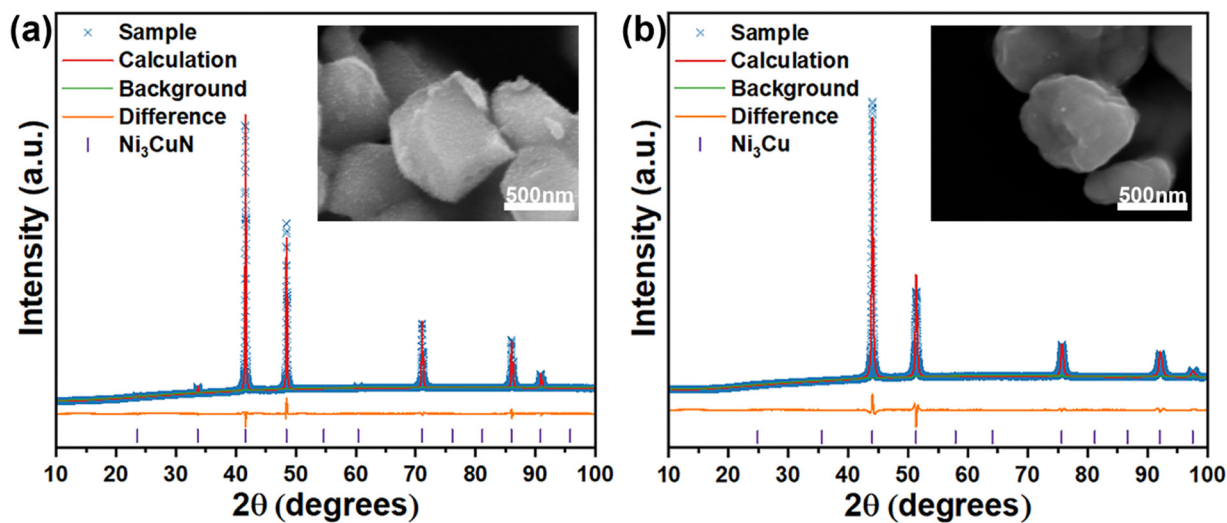 (a)
Sample
Calculation
Background
Difference
Ni₃CuN
500nm
Intensity (a.u.)
10 20 30 40 50 60 70 80 90 100
2θ (degrees)
(b)
Sample
Calculation
Background
Difference
Ni₃Cu
500nm
Intensity (a.u.)
10 20 30 40 50 60 70 80 90 100
2θ (degrees)